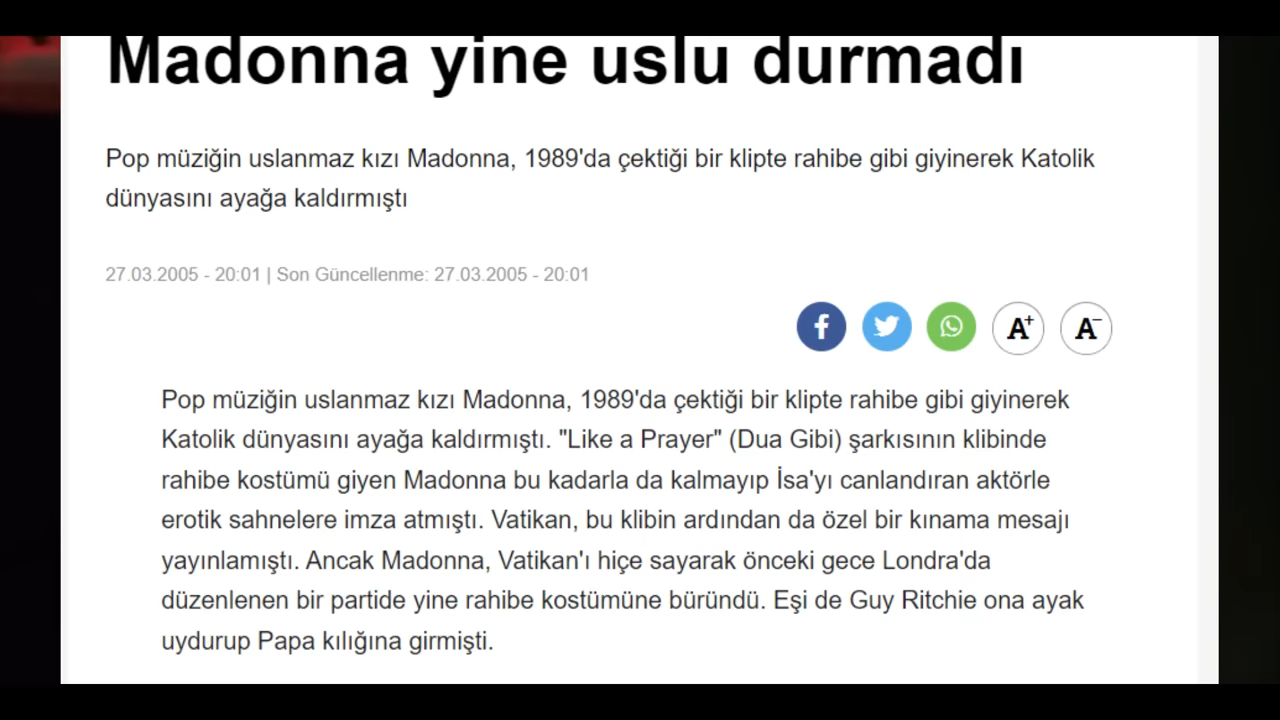 Madonna yine uslu durmadı
Pop müziğin uslanmaz kızı Madonna, 1989'da çektiği bir klipte rahibe gibi giyinerek Katolik
dünyasını ayağa kaldırmıştı
27.03.2005 - 20:01 | Son Güncellenme: 27.03.2005 - 20:01
A+ A-
Pop müziğin uslanmaz kızı Madonna, 1989'da çektiği bir klipte rahibe gibi giyinerek
Katolik dünyasını ayağa kaldırmıştı. "Like a Prayer" (Dua Gibi) şarkısının klibinde
rahibe kostümü giyen Madonna bu kadarla da kalmayıp İsa'yı canlandıran aktörle
erotik sahnelere imza atmıştı. Vatikan, bu klibin ardından da özel bir kınama mesajı
yayınlamıştı. Ancak Madonna, Vatikan'ı hiçe sayarak önceki gece Londra'da
düzenlenen bir partide yine rahibe kostümüne büründü. Eşi de Guy Ritchie ona ayak
uydurup Papa kılığına girmişti.